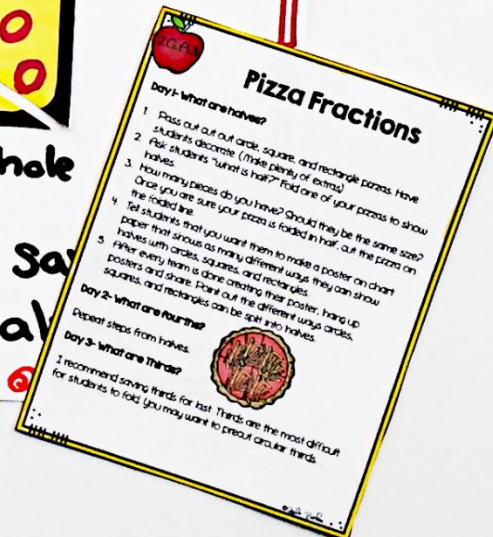 hole
sa
al
2.G.A.3
Pizza Fractions
Day 1- What are halves?
1. Pass out cut out circle, square, and rectangle pizzas. Have
students decorate (Make plenty of extras)
2. Ask students "what is half?" Fold one of your pizzas to show
halves.
3. How many pieces do you have? Should they be the same size?
Once you are sure your pizza is folded in half, cut the pizza on
the folded line.
4. Tell students that you want them to make a poster on chart
paper that shows as many different ways they can show
halves with circles, squares, and rectangles.
5. After every team is done creating their poster, hang up
posters and share. Point out the different ways circles,
squares, and rectangles can be split into halves.
Day 2- What are fourths?
Repeat steps from halves.
Day 3- What are Thirds?
I recommend saving thirds for last. Thirds are the most difficult
for students to fold you may want to precut circular thirds.